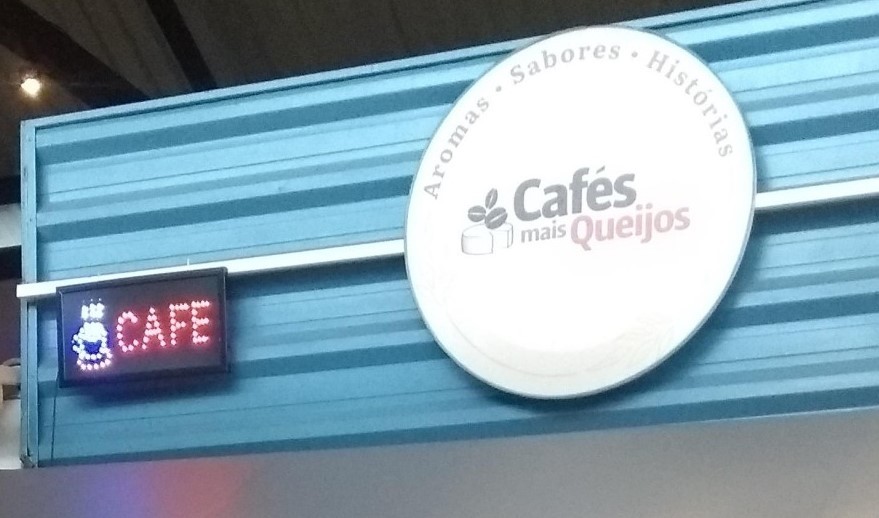 Aromas • Sabores • Histórias
Cafés
mais Queijos
CAFE